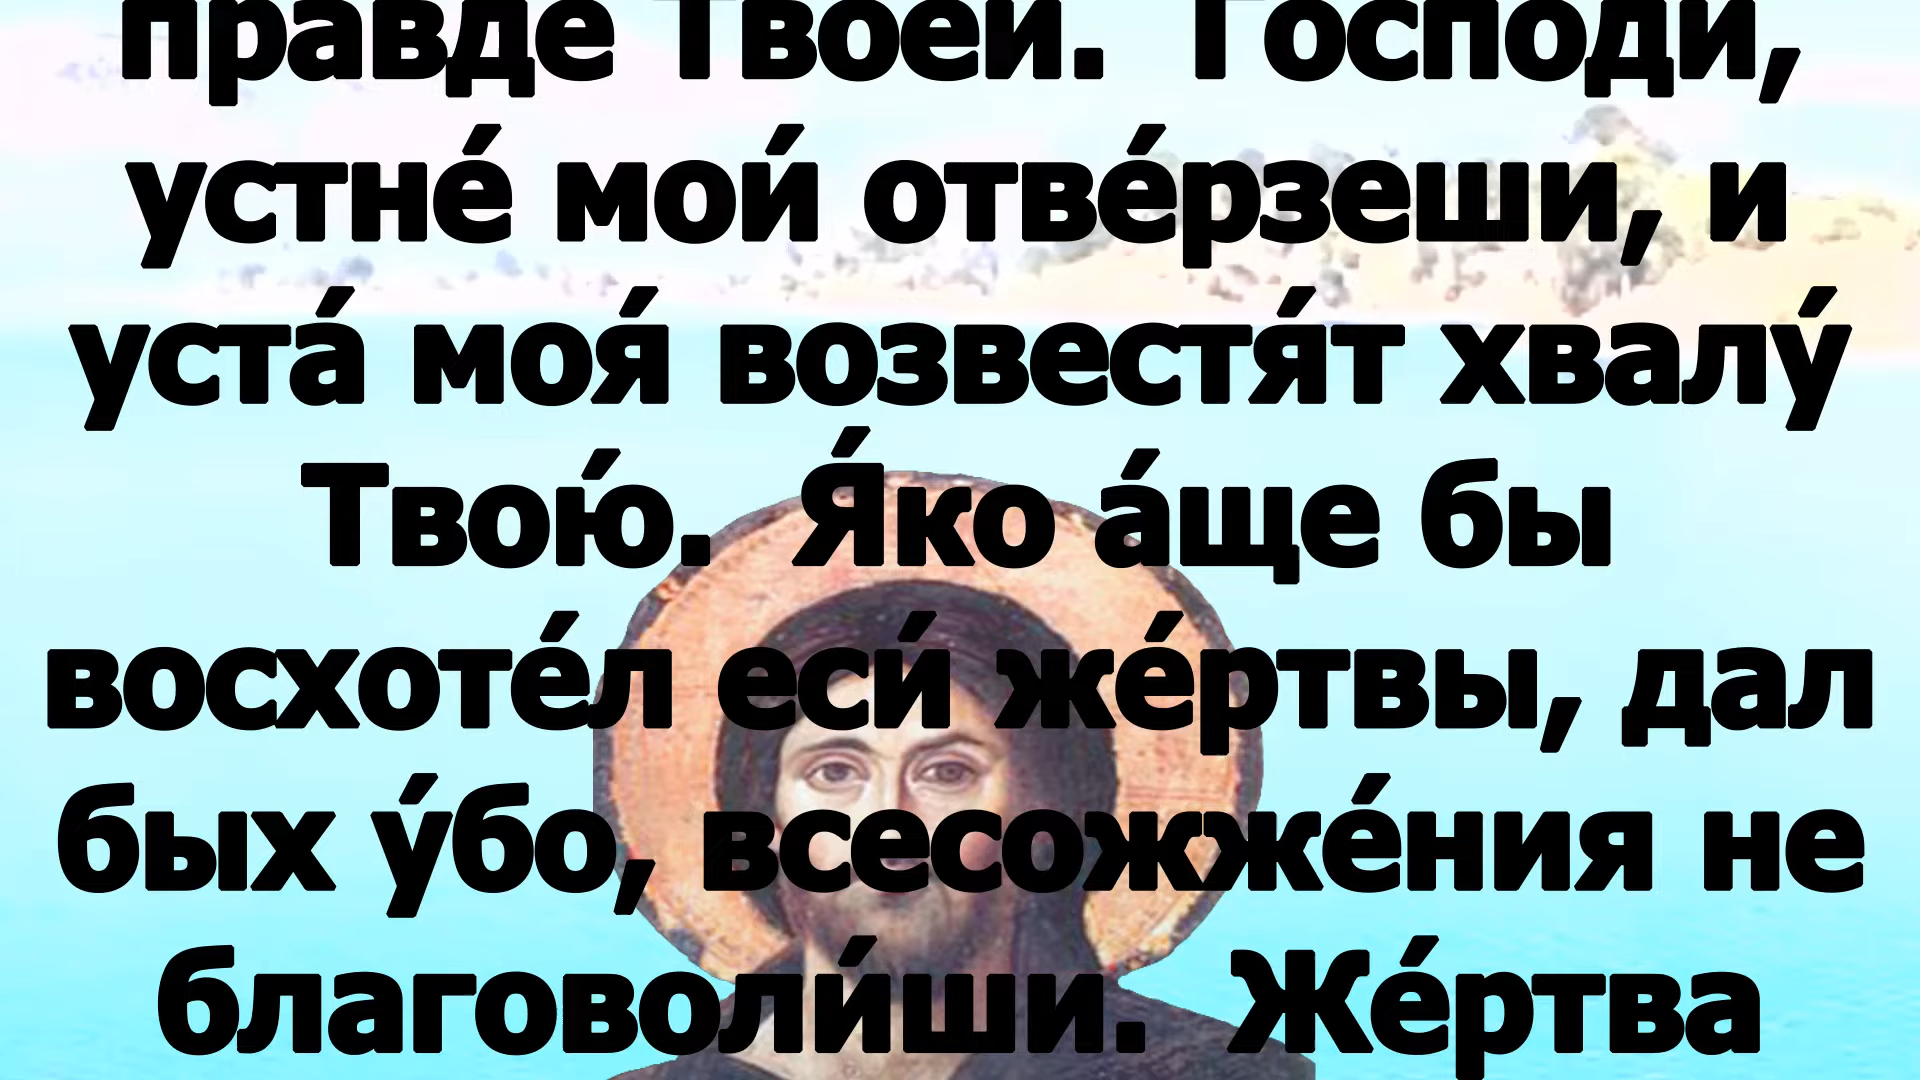 правде Твоей. Господи,
устне́ мои́ отве́рзеши, и
уста́ моя́ возвестя́т хвалу́
Твою́. Я́ко а́ще бы
восхоте́л еси́ же́ртвы, дал
бых у́бо, всесожже́ния не
благоволи́ши. Же́ртва